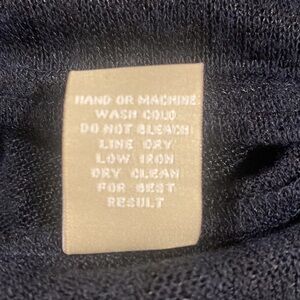 HAND OR MACHINE
WASH COLD
DO NOT BLEACH
LINE DRY
LOW IRON
DRY CLEAN
FOR BEST
RESULT